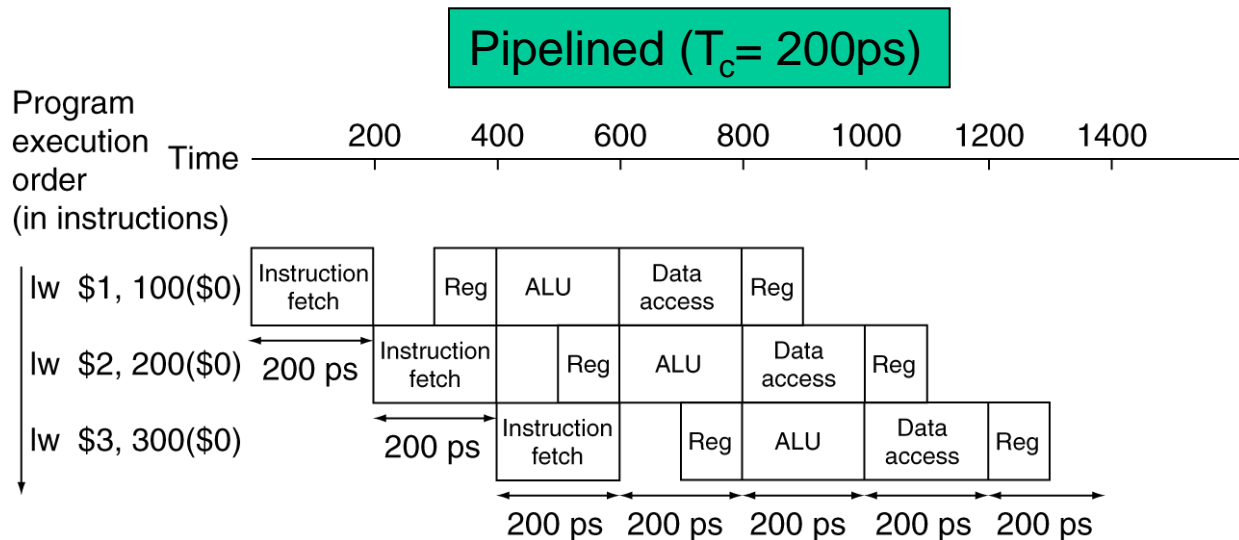 Pipelined (Tc= 200ps)
Program
execution
order
(in instructions)
Time
200 400 600 800 1000 1200 1400
lw $1, 100($0)
Instruction
fetch
Reg
ALU
Data
access
Reg
lw $2, 200($0)
200 ps
Instruction
fetch
Reg
ALU
Data
access
Reg
lw $3, 300($0)
200 ps
Instruction
fetch
Reg
ALU
Data
access
Reg
200 ps 200 ps 200 ps 200 ps 200 ps